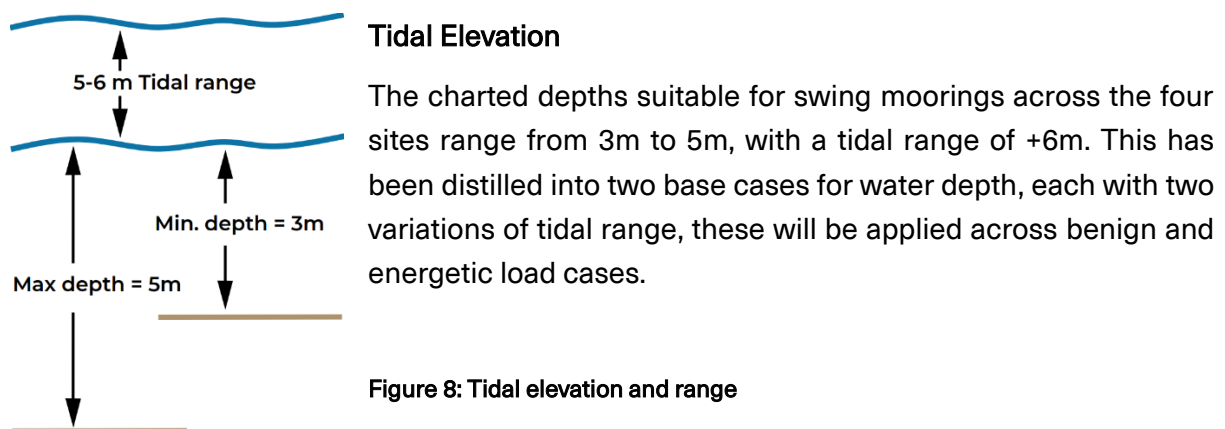 5-6 m Tidal range
Min. depth = 3m
Max depth = 5m
Tidal Elevation
The charted depths suitable for swing moorings across the four
sites range from 3m to 5m, with a tidal range of +6m. This has
been distilled into two base cases for water depth, each with two
variations of tidal range, these will be applied across benign and
energetic load cases.
Figure 8: Tidal elevation and range